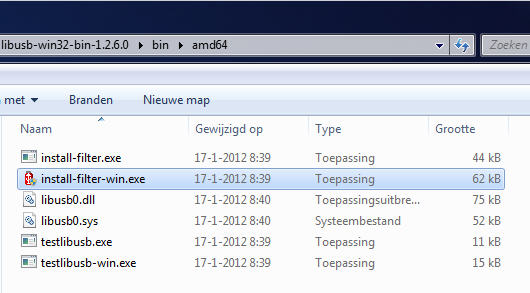 libusb-win32-bin-1.2.6.0 ▸ bin ▸ amd64 Zoeken
n met Branden Nieuwe map
Naam Gewijzigd op Type Grootte
install-filter.exe 17-1-2012 8:39 Toepassing 44 kB
install-filter-win.exe 17-1-2012 8:39 Toepassing 62 kB
libusb0.dll 17-1-2012 8:40 Toepassingsuitbre... 75 kB
libusb0.sys 17-1-2012 8:40 Systeembestand 52 kB
testlibusb.exe 17-1-2012 8:39 Toepassing 11 kB
testlibusb-win.exe 17-1-2012 8:39 Toepassing 15 kB